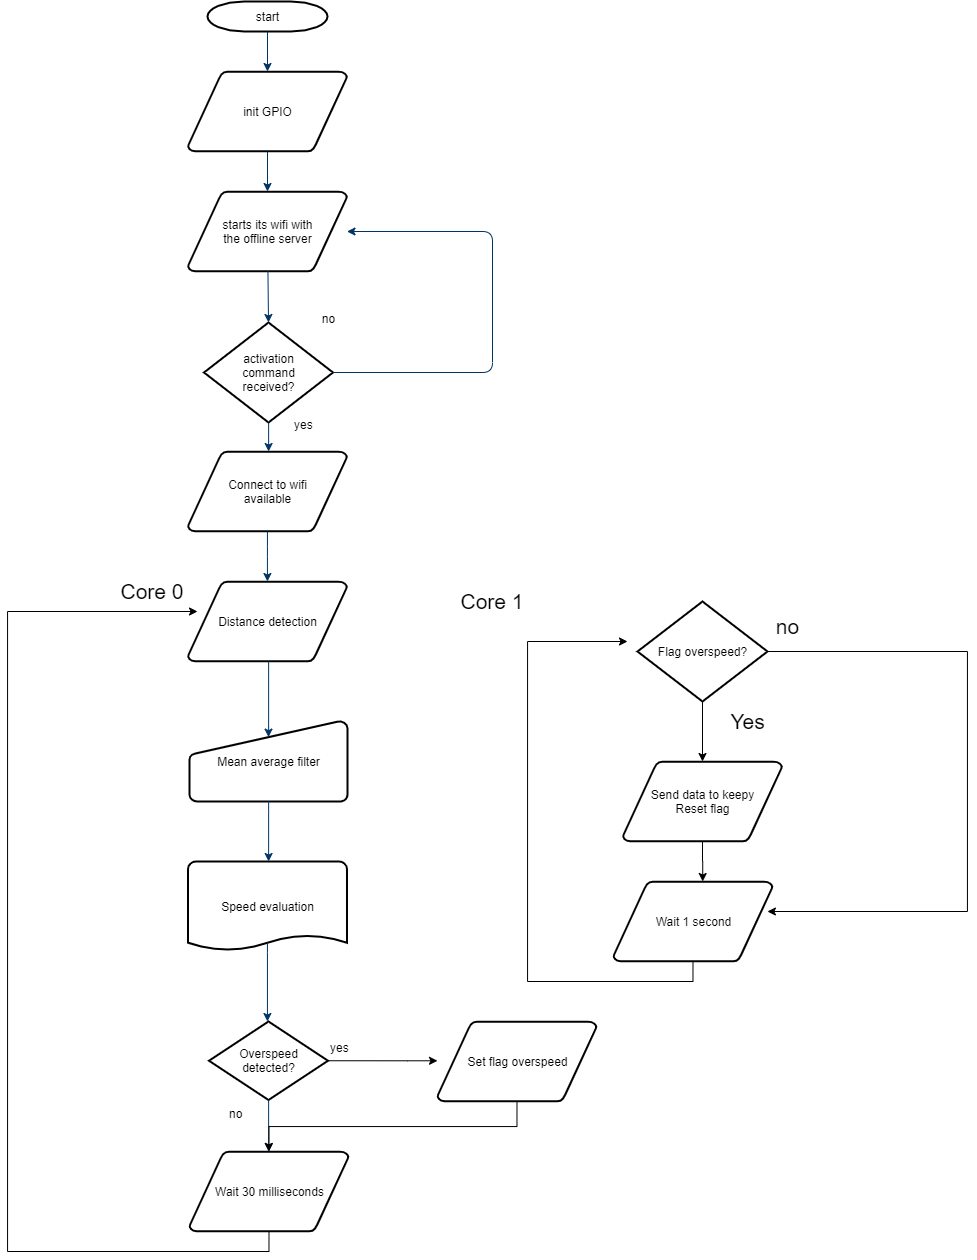 start
init GPIO
starts its wifi with
the offline server
no
activation
command
received?
yes
Connect to wifi
available
Core 0
Distance detection
Mean average filter
Speed evaluation
Overspeed
detected?
yes
Set flag overspeed
no
Wait 30 milliseconds
Core 1
Flag overspeed?
no
Yes
Send data to keepy
Reset flag
Wait 1 second